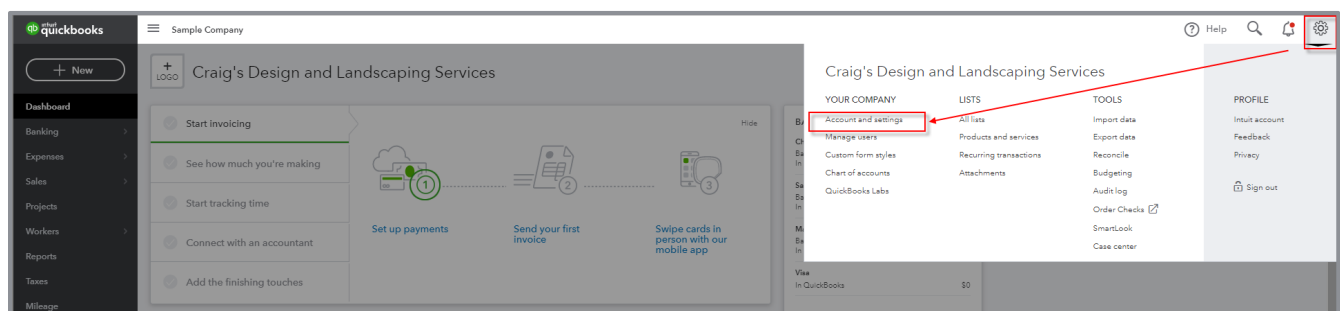 qb intuit quickbooks
Sample Company
Help
+ New
+ LOGO
Craig's Design and Landscaping Services
Dashboard
Banking
Expenses
Sales
Projects
Workers
Reports
Taxes
Mileage
Start invoicing
Hide
See how much you're making
Start tracking time
Connect with an accountant
Add the finishing touches
1
2
3
Set up payments
Send your first
invoice
Swipe cards in
person with our
mobile app
Visa
In QuickBooks $0
Craig's Design and Landscaping Services
YOUR COMPANY
Account and settings
Manage users
Custom form styles
Chart of accounts
QuickBooks Labs
LISTS
All lists
Products and services
Recurring transactions
Attachments
TOOLS
Import data
Export data
Reconcile
Budgeting
Audit log
Order Checks
SmartLook
Case center
PROFILE
Intuit account
Feedback
Privacy
Sign out